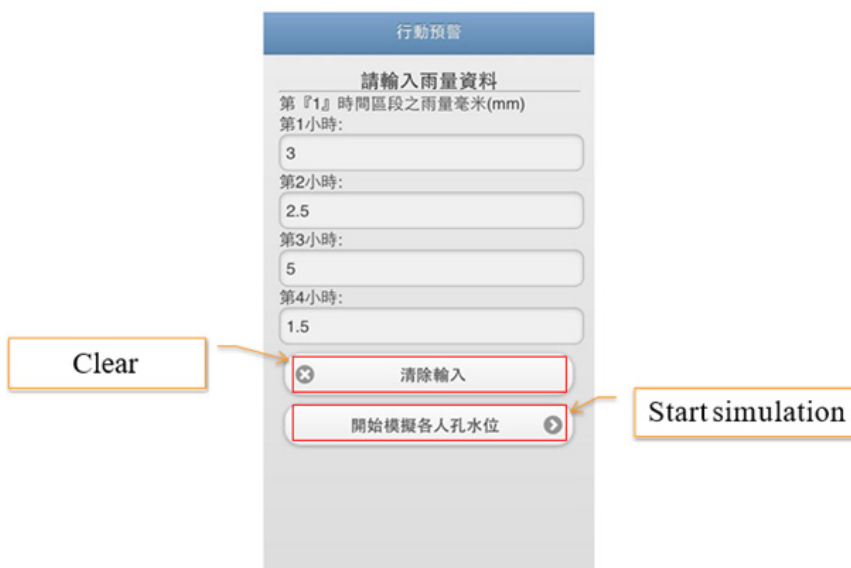 行動預警
請輸入雨量資料
第『1』時間區段之雨量毫米(mm)
第1小時:
3
第2小時:
2.5
第3小時:
5
第4小時:
1.5
Clear
清除輸入
開始模擬各人孔水位
Start simulation